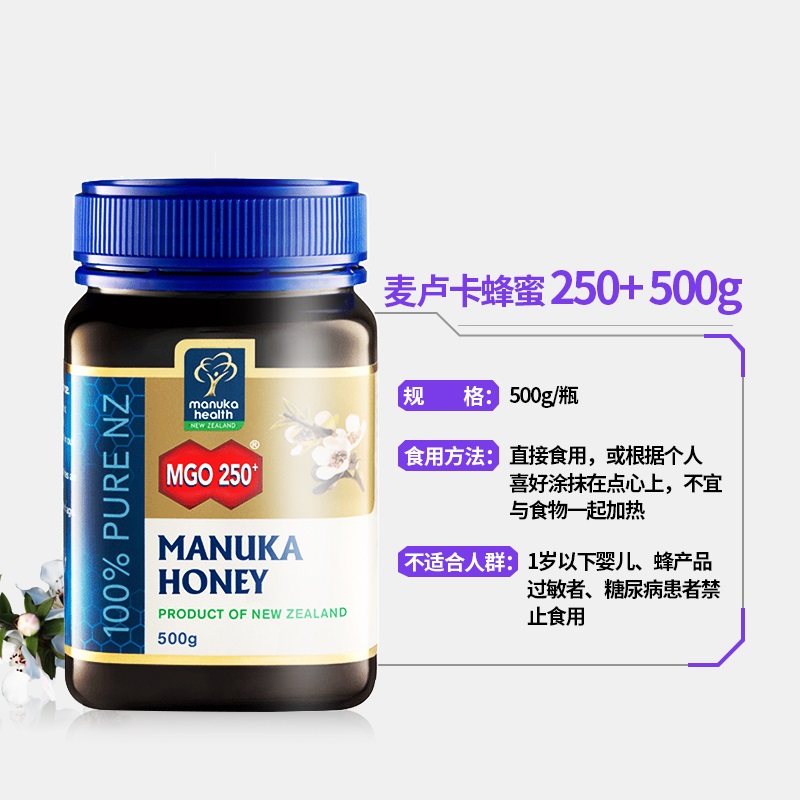 麦卢卡蜂蜜 250+ 500g
规 格： 500g/瓶
食用方法： 直接食用，或根据个人
喜好涂抹在点心上，不宜
与食物一起加热
不适合人群： 1岁以下婴儿、蜂产品
过敏者、糖尿病患者禁
止食用
manuka
health
NEW ZEALAND
MGO 250+
®
100% PURE NZ
MANUKA
HONEY
PRODUCT OF NEW ZEALAND
500g